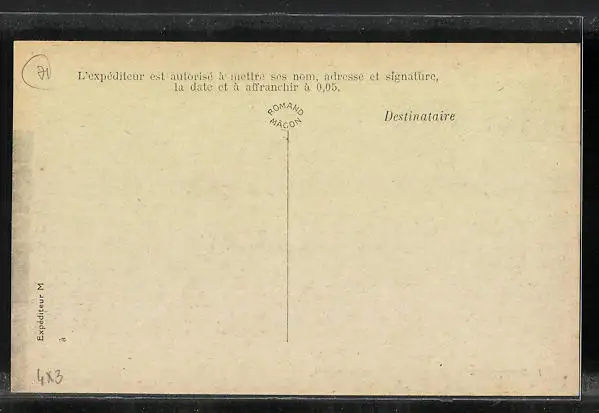 71
L'expéditeur est autorisé à mettre ses nom, adresse et signature,
la date et à affranchir à 0,05.
ROMAND
MÂCON
Destinataire
Expéditeur M
à
4x3